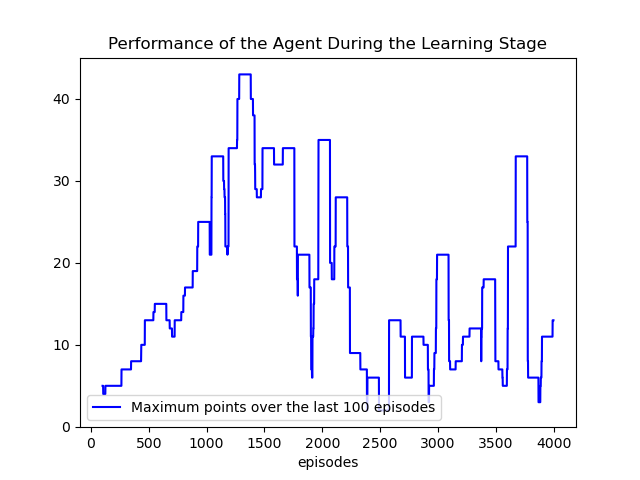 Performance of the Agent During the Learning Stage
40
30
20
10
0
Maximum points over the last 100 episodes
0 500 1000 1500 2000 2500 3000 3500 4000
episodes